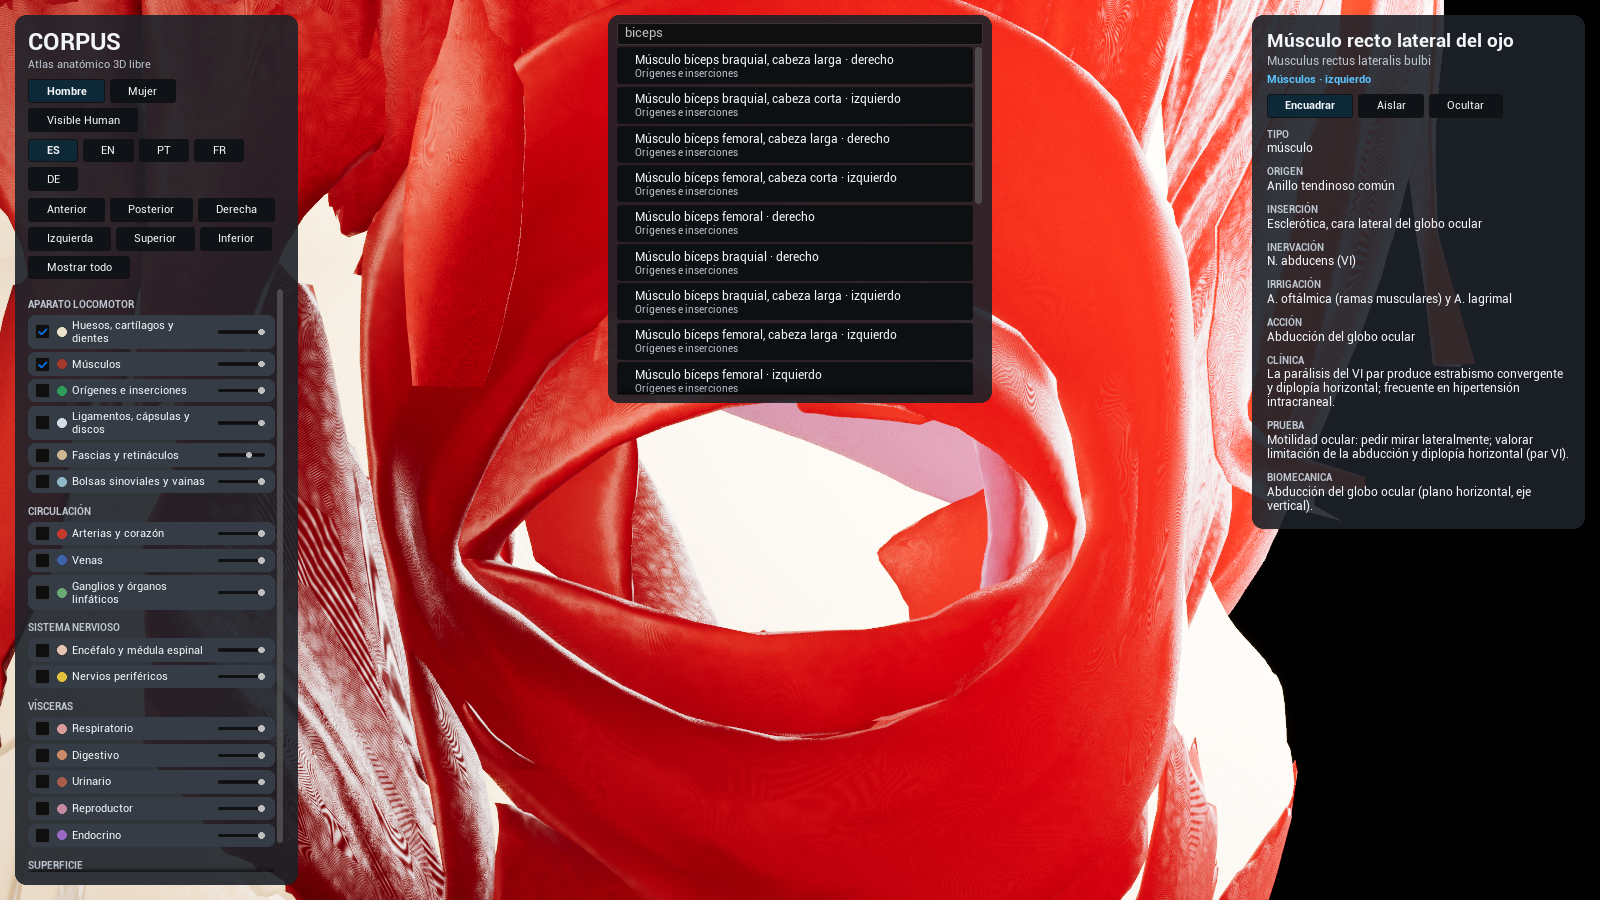 CORPUS
Atlas anatómico 3D libre
Hombre
Mujer
Visible Human
ES
EN
PT
FR
DE
Anterior
Posterior
Derecha
Izquierda
Superior
Inferior
Mostrar todo
APARATO LOCOMOTOR
Huesos, cartílagos y
dientes
Músculos
Orígenes e inserciones
Ligamentos, cápsulas y
discos
Fascias y retináculos
Bolsas sinoviales y vainas
CIRCULACIÓN
Arterias y corazón
Venas
Ganglios y órganos
linfáticos
SISTEMA NERVIOSO
Encéfalo y médula espinal
Nervios periféricos
VÍSCERAS
Respiratorio
Digestivo
Urinario
Reproductor
Endocrino
SUPERFICIE
biceps
Músculo bíceps braquial, cabeza larga · derecho
Orígenes e inserciones
Músculo bíceps braquial, cabeza corta · izquierdo
Orígenes e inserciones
Músculo bíceps femoral, cabeza larga · derecho
Orígenes e inserciones
Músculo bíceps femoral, cabeza corta · izquierdo
Orígenes e inserciones
Músculo bíceps femoral · derecho
Orígenes e inserciones
Músculo bíceps braquial · derecho
Orígenes e inserciones
Músculo bíceps braquial, cabeza larga · izquierdo
Orígenes e inserciones
Músculo bíceps femoral, cabeza larga · izquierdo
Orígenes e inserciones
Músculo bíceps femoral · izquierdo
Orígenes e inserciones
Músculo recto lateral del ojo
Musculus rectus lateralis bulbi
Músculos · izquierdo
Encuadrar
Aislar
Ocultar
TIPO
músculo
ORIGEN
Anillo tendinoso común
INSERCIÓN
Esclerótica, cara lateral del globo ocular
INERVACIÓN
N. abducens (VI)
IRRIGACIÓN
A. oftálmica (ramas musculares) y A. lagrimal
ACCIÓN
Abducción del globo ocular
CLÍNICA
La parálisis del VI par produce estrabismo convergente
y diplopía horizontal; frecuente en hipertensión
intracraneal.
PRUEBA
Motilidad ocular: pedir mirar lateralmente; valorar
limitación de la abducción y diplopía horizontal (par VI).
BIOMECANICA
Abducción del globo ocular (plano horizontal, eje
vertical).